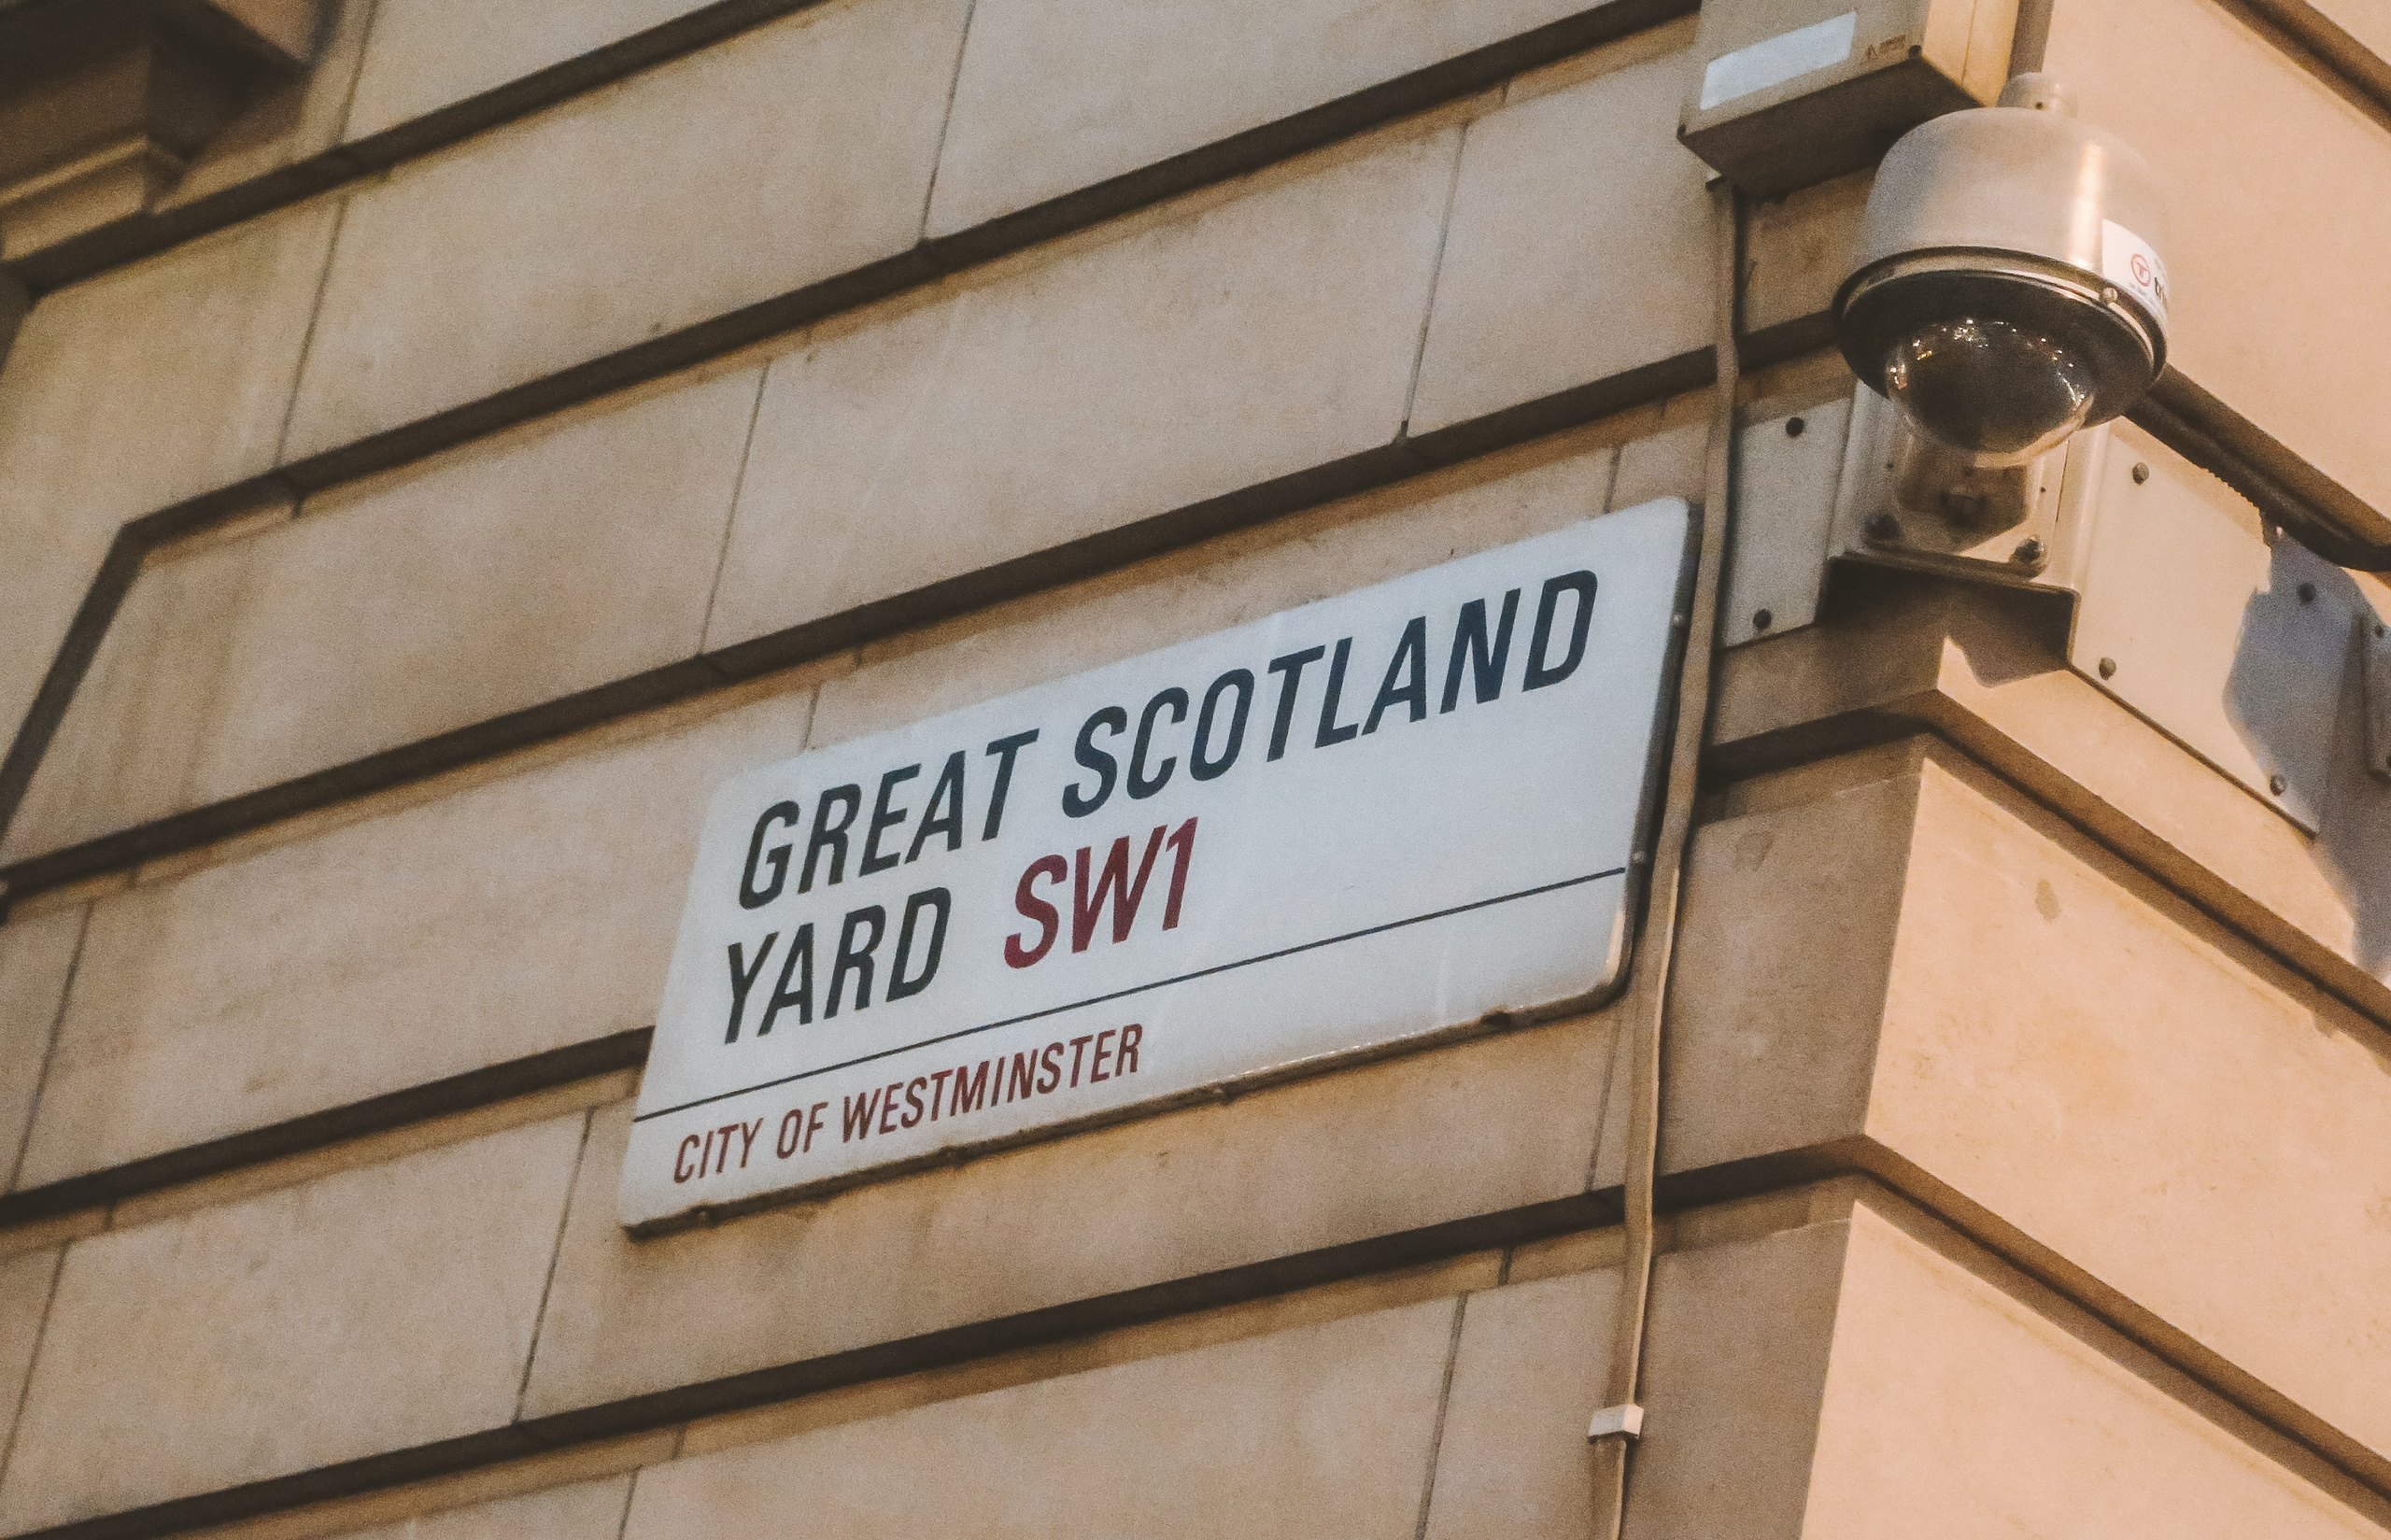 GREAT SCOTLAND
YARD SW1
CITY OF WESTMINSTER